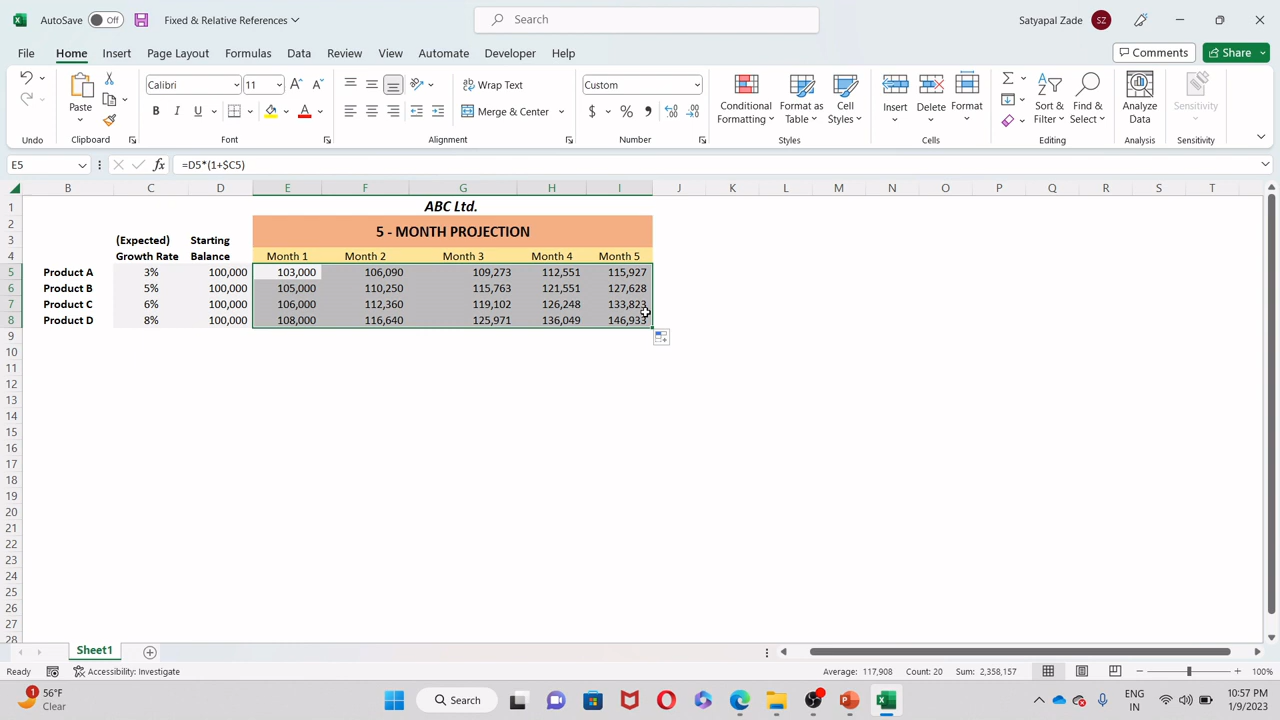 AutoSave Off Fixed & Relative References Search Satyapal Zade SZ
File Home Insert Page Layout Formulas Data Review View Automate Developer Help Comments Share
Paste Calibri 11 Wrap Text Custom Conditional Formatting Format as Table Cell Styles Insert Delete Format Sort & Filter Find & Select Analyze Data Sensitivity
B I U Merge & Center $ %
Undo Clipboard Font Alignment Number Styles Cells Editing Analysis Sensitivity
E5 fx =D5*(1+$C5)
B C D E F G H I J K L M N O P Q R S T
1 ABC Ltd.
2 5 - MONTH PROJECTION
3 (Expected) Starting
4 Growth Rate Balance Month 1 Month 2 Month 3 Month 4 Month 5
5 Product A 3% 100,000 103,000 106,090 109,273 112,551 115,927
6 Product B 5% 100,000 105,000 110,250 115,763 121,551 127,628
7 Product C 6% 100,000 106,000 112,360 119,102 126,248 133,823
8 Product D 8% 100,000 108,000 116,640 125,971 136,049 146,933
9
10
11
12
13
14
15
16
17
18
19
20
21
22
23
24
25
26
27
28
Sheet1
Ready Accessibility: Investigate Average: 117,908 Count: 20 Sum: 2,358,157 100%
1 56°F Search ENG 10:57 PM
Clear IN 1/9/2023